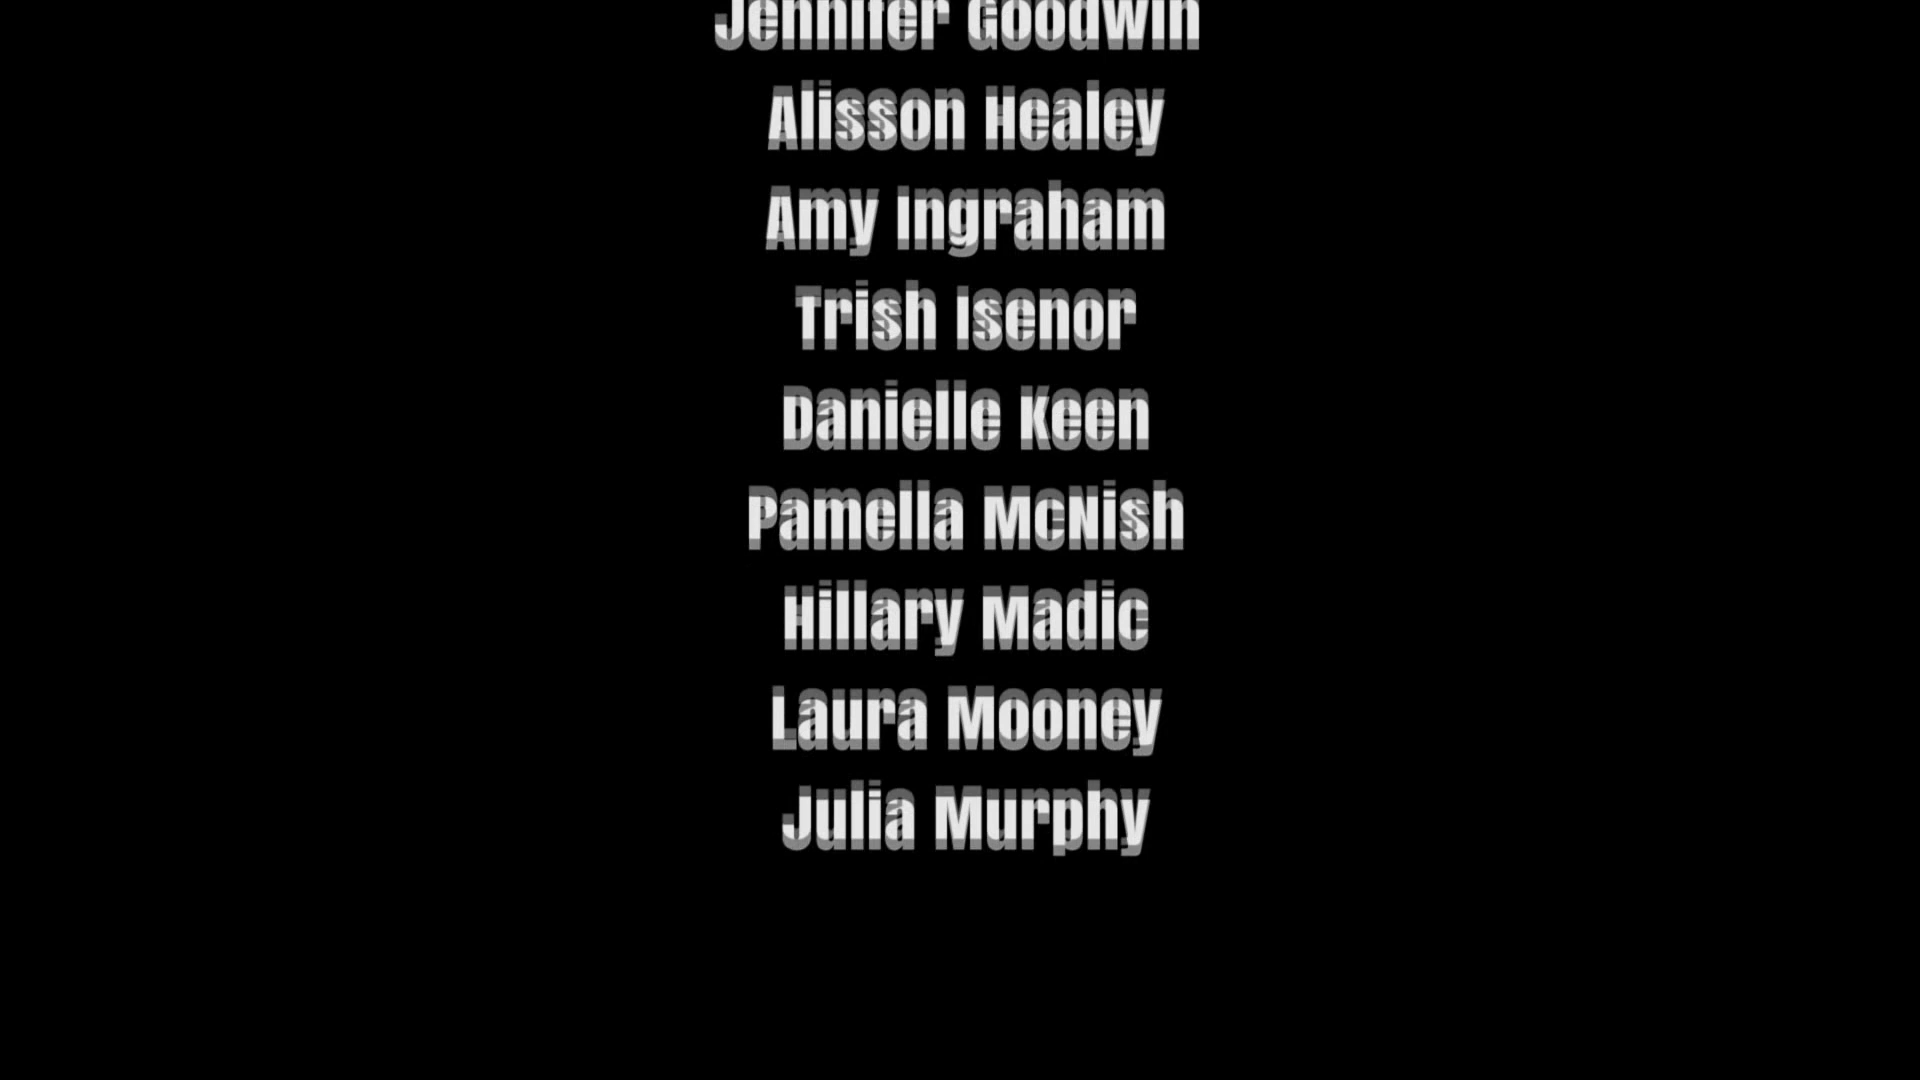 Jennifer Goodwin
Alisson Healey
Amy Ingraham
Trish Isenor
Danielle Keen
Pamella McNish
Hillary Madic
Laura Mooney
Julia Murphy